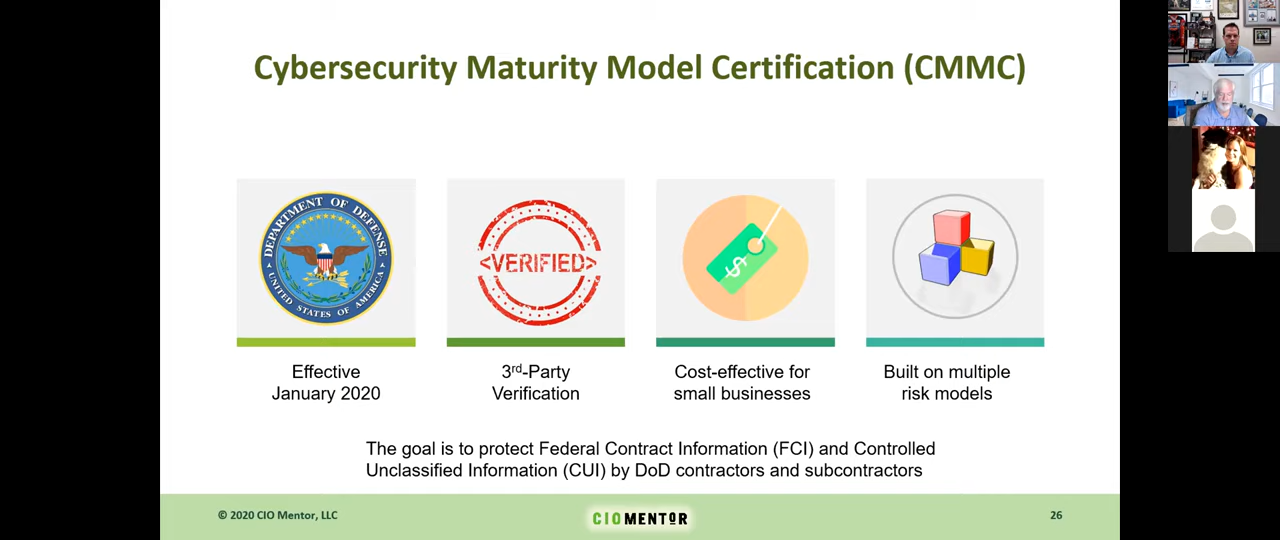 Cybersecurity Maturity Model Certification (CMMC)
DEPARTMENT OF DEFENSE
UNITED STATES OF AMERICA
<VERIFIED>
$
Effective
January 2020
3rd-Party
Verification
Cost-effective for
small businesses
Built on multiple
risk models
The goal is to protect Federal Contract Information (FCI) and Controlled
Unclassified Information (CUI) by DoD contractors and subcontractors
© 2020 CIO Mentor, LLC
CIOMENTOR
26